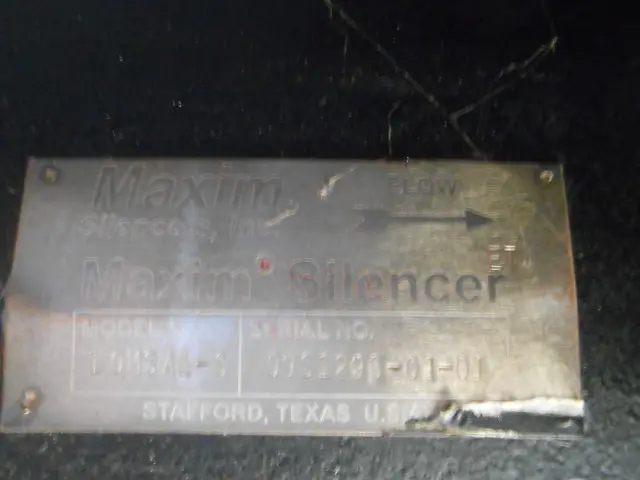 Maxim
Silencers, Inc
FLOW
Maxim Silencer
MODEL
SERIAL NO.
STAFFORD, TEXAS U.S.A.